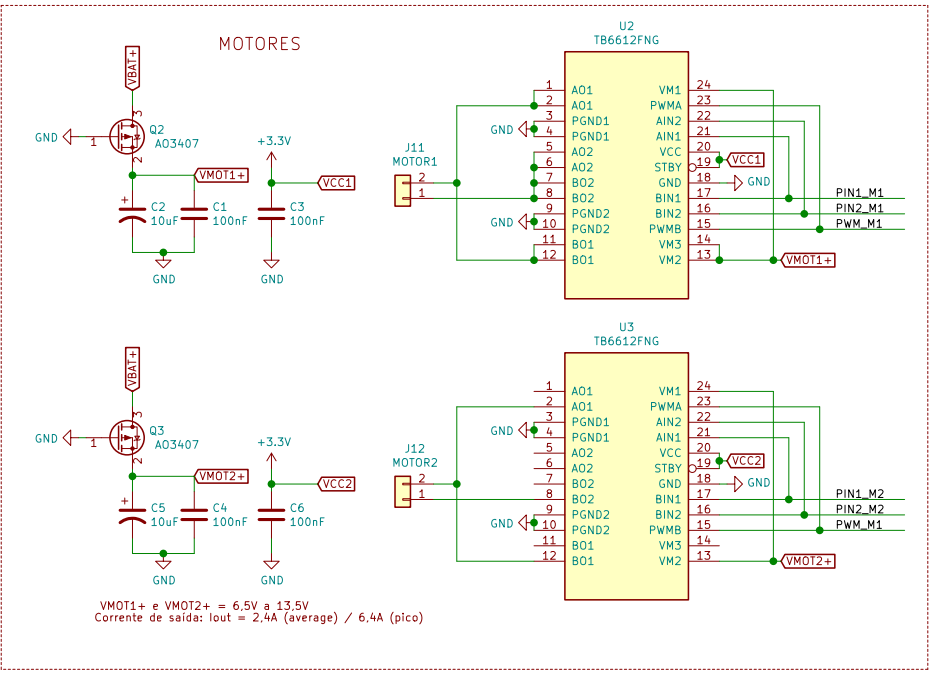 MOTORES
VBAT+
3
GND
1
Q2
AO3407
2
VMOT1+
+
C2
10uF
C1
100nF
GND
+3.3V
VCC1
C3
100nF
GND
J11
MOTOR1
2
1
U2
TB6612FNG
1 AO1 VM1 24
2 AO1 PWMA 23
3 PGND1 AIN2 22
GND
4 PGND1 AIN1 21
5 AO2 VCC 20
VCC1
6 AO2 STBY 19
7 BO2 GND 18 GND
8 BO2 BIN1 17 PIN1_M1
9 PGND2 BIN2 16 PIN2_M1
GND
10 PGND2 PWMB 15 PWM_M1
11 BO1 VM3 14
12 BO1 VM2 13 VMOT1+
VBAT+
3
GND
1
Q3
AO3407
2
VMOT2+
+
C5
10uF
C4
100nF
GND
+3.3V
VCC2
C6
100nF
GND
J12
MOTOR2
2
1
U3
TB6612FNG
1 AO1 VM1 24
2 AO1 PWMA 23
3 PGND1 AIN2 22
GND
4 PGND1 AIN1 21
5 AO2 VCC 20
VCC2
6 AO2 STBY 19
7 BO2 GND 18 GND
8 BO2 BIN1 17 PIN1_M2
9 PGND2 BIN2 16 PIN2_M2
GND
10 PGND2 PWMB 15 PWM_M1
11 BO1 VM3 14
12 BO1 VM2 13 VMOT2+
VMOT1+ e VMOT2+ = 6,5V a 13,5V
Corrente de saída: Iout = 2,4A (average) / 6,4A (pico)